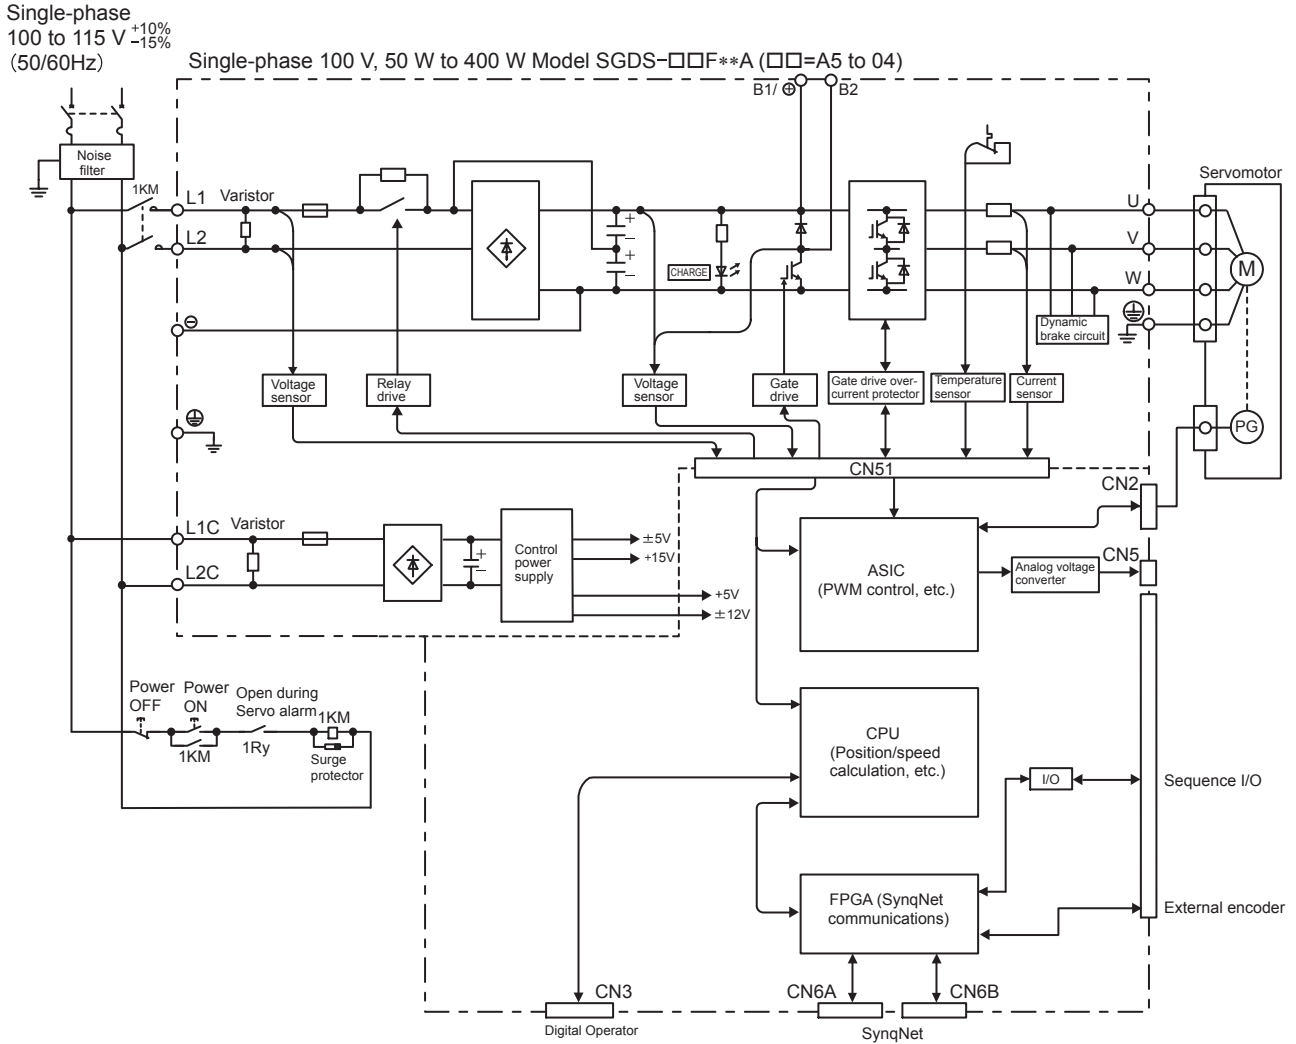 Single-phase
100 to 115 V +10% −15%
(50/60Hz)
Single-phase 100 V, 50 W to 400 W Model SGDS−□□F∗∗A (□□=A5 to 04)
B1/ ⊕
B2
Noise
filter
1KM
L1
Varistor
L2
+
−
+
−
CHARGE
U
V
W
Servomotor
M
PG
Dynamic
brake circuit
⊖
Voltage
sensor
Relay
drive
Voltage
sensor
Gate
drive
Gate drive over-
current protector
Temperature
sensor
Current
sensor
CN51
CN2
L1C
Varistor
L2C
+
−
Control
power
supply
±5V
+15V
+5V
±12V
ASIC
(PWM control, etc.)
Analog voltage
converter
CN5
Power
OFF
Power
ON
Open during
Servo alarm
1KM
1KM
1Ry
Surge
protector
CPU
(Position/speed
calculation, etc.)
I/O
Sequence I/O
FPGA (SynqNet
communications)
External encoder
CN3
Digital Operator
CN6A
CN6B
SynqNet